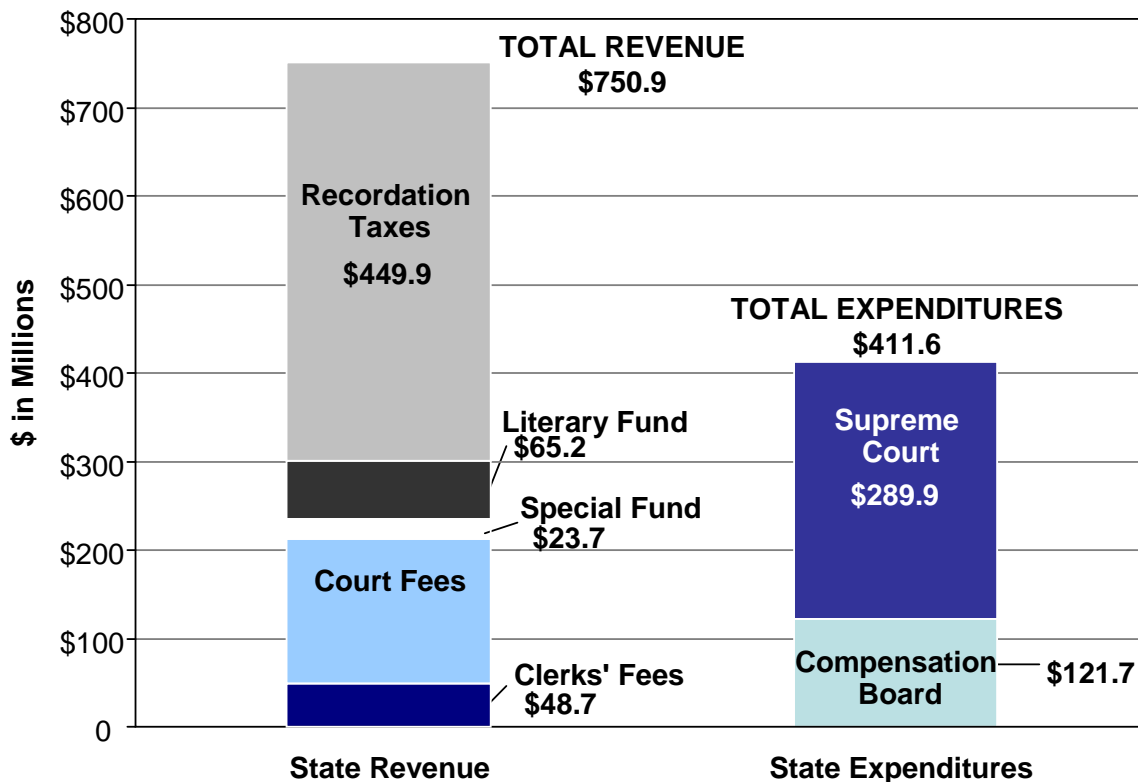 $800
$700
$600
$500
$400
$300
$200
$100
0
$ in Millions
TOTAL REVENUE
$750.9
Recordation
Taxes
$449.9
Literary Fund
$65.2
Special Fund
$23.7
Court Fees
Clerks' Fees
$48.7
TOTAL EXPENDITURES
$411.6
Supreme
Court
$289.9
Compensation
Board
$121.7
State Revenue
State Expenditures